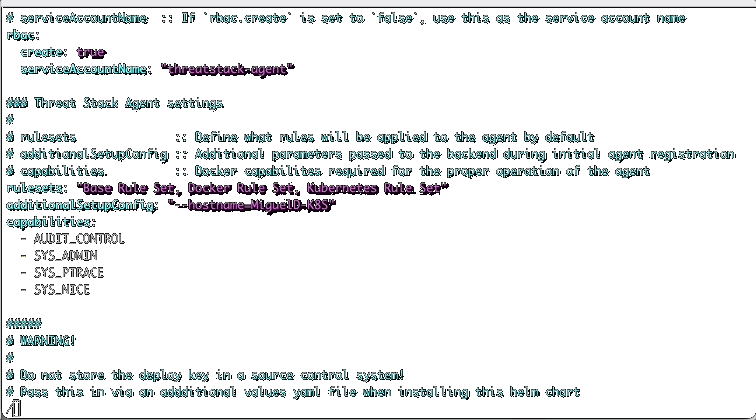 # serviceAccountName :: If `rbac.create` is set to `false`, use this as the service account name
rbac:
create: true
serviceAccountName: "threatstack-agent"
### Threat Stack Agent settings
#
# rulesets :: Define what rules will be applied to the agent by default
# additionalSetupConfig :: Additional parameters passed to the backend during initial agent registration
# capabilities. :: Docker capabilites required for the proper operation of the agent
rulesets: "Base Rule Set, Docker Rule Set, Kubernetes Rule Set"
additionalSetupConfig: "--hostname=MiguelD-K8S"
capabilities:
- AUDIT_CONTROL
- SYS_ADMIN
- SYS_PTRACE
- SYS_NICE
#####
# WARNING!
#
# Do not store the deploy key in a source control system!
# Pass this in via an addditional values yaml file when installing this helm chart
/